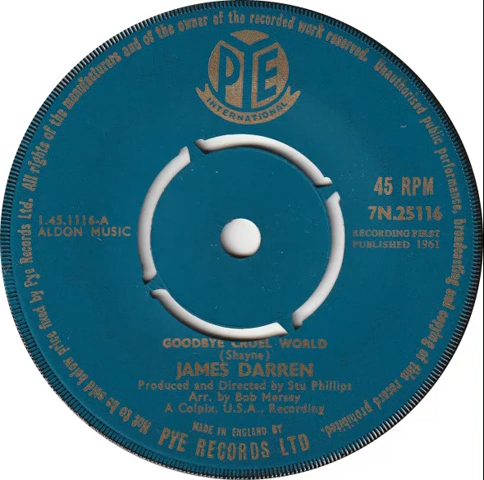 Not to be sold below price fixed by Pye Records Ltd. All rights of the manufacturers and of the owner of the recorded work reserved. Unauthorised public performance, broadcasting and copying of this record prohibited.
PYE
INTERNATIONAL
45 RPM
7N.25116
RECORDING FIRST
PUBLISHED 1961
1.45.1116-A
ALDON MUSIC
GOODBYE CRUEL WORLD
(Shayne)
JAMES DARREN
Produced and Directed by Stu Phillips
Arr. by Bob Mersey
A Colpix, U.S.A., Recording
MADE IN ENGLAND BY
PYE RECORDS LTD